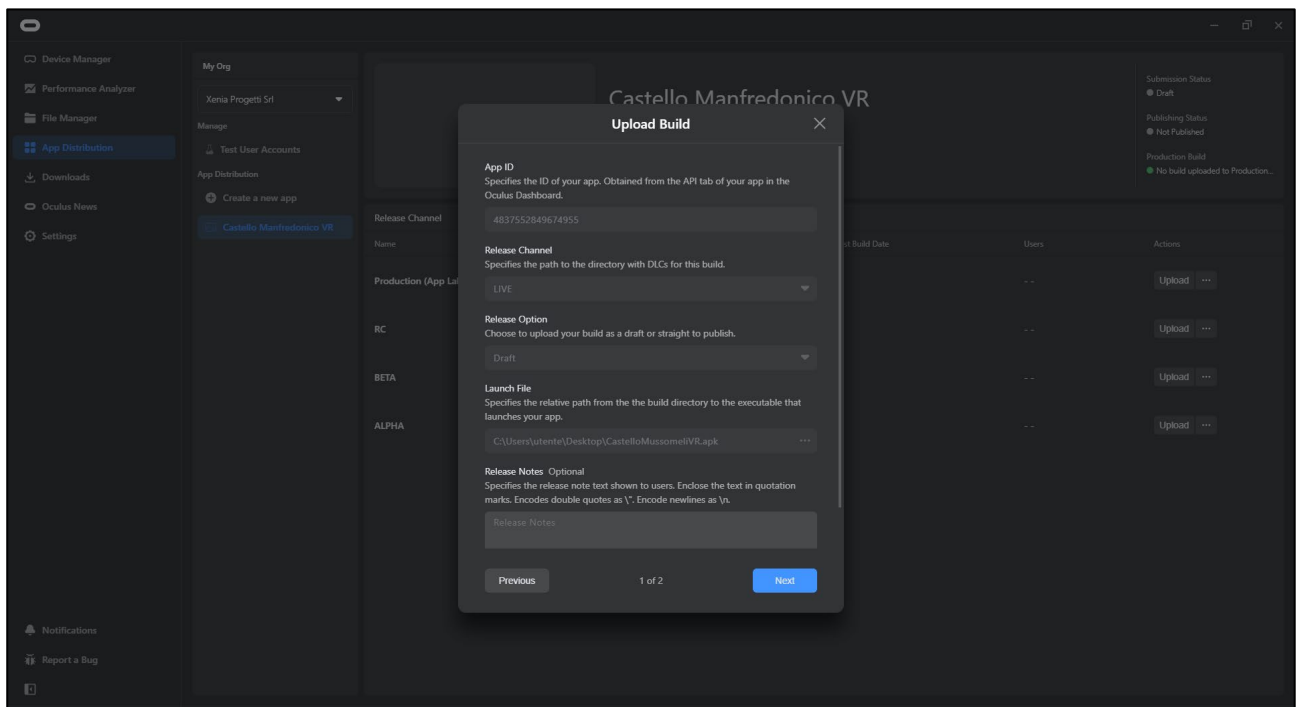 Device Manager
Performance Analyzer
File Manager
App Distribution
Downloads
Oculus News
Settings
Notifications
Report a Bug
My Org
Xenia Progetti Srl
Manage
Test User Accounts
App Distribution
Create a new app
Castello Manfredonico VR
Castello Manfredonico VR
Submission Status
Draft
Publishing Status
Not Published
Production Build
No build uploaded to Production...
Release Channel
Name
st Build Date
Users
Actions
Production (App La
- -
Upload ...
RC
- -
Upload ...
BETA
- -
Upload ...
ALPHA
- -
Upload ...
Upload Build
App ID
Specifies the ID of your app. Obtained from the API tab of your app in the
Oculus Dashboard.
4837552849674955
Release Channel
Specifies the path to the directory with DLCs for this build.
LIVE
Release Option
Choose to upload your build as a draft or straight to publish.
Draft
Launch File
Specifies the relative path from the the build directory to the executable that
launches your app.
C:\Users\utente\Desktop\CastelloMussomeliVR.apk ...
Release Notes Optional
Specifies the release note text shown to users. Enclose the text in quotation
marks. Encodes double quotes as \". Encode newlines as \n.
Release Notes
Previous
1 of 2
Next